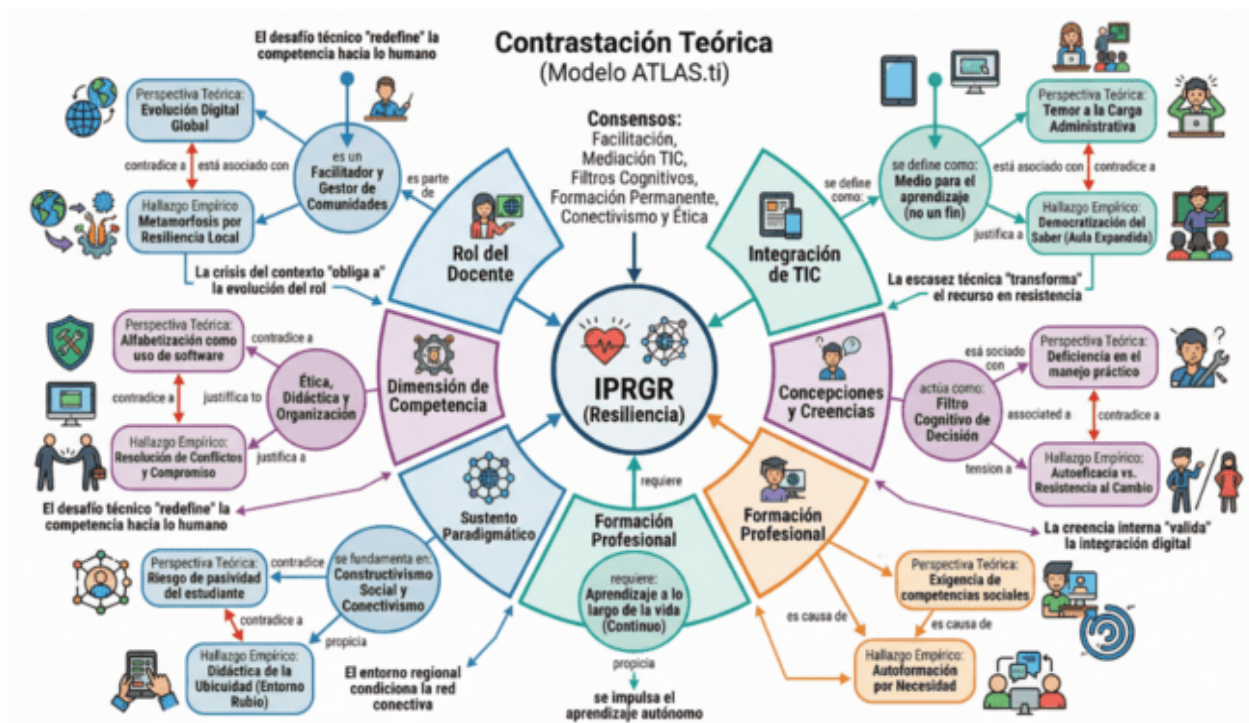 Contrastación Teórica
(Modelo ATLAS.ti)
Consensos:
Facilitación,
Mediación TIC,
Filtros Cognitivos,
Formación Permanente,
Conectivismo y Ética
El desafío técnico "redefine" la
competencia hacia lo humano
Perspectiva Teórica:
Evolución Digital
Global
contradice a
está asociado con
Hallazgo Empírico
Metamorfosis por
Resiliencia Local
es un
Facilitador y
Gestor de
Comunidades
es parte
de
Rol del
Docente
La crisis del contexto "obliga a"
la evolución del rol
Integración
de TIC
se define
como:
se define como:
Medio para el
aprendizaje
(no un fin)
Perspectiva Teórica:
Temor a la Carga
Administrativa
está asociado con
contradice a
justifica a
Hallazgo Empírico:
Democratización del
Saber (Aula Expandida)
La escasez técnica "transforma"
el recurso en resistencia
Perspectiva Teórica:
Alfabetización como
uso de software
contradice a
contradice a
justiffica to
Ética,
Didáctica y
Organización
Dimensión de
Competencia
Hallazgo Empírico:
Resolución de Conflictos
y Compromiso
justifica a
El desafío técnico "redefine" la
competencia hacia lo humano
IPRGR
(Resiliencia)
Concepciones
y Creencias
actúa como:
Filtro
Cognitivo de
Decisión
esá sociado
con
Perspectiva Teórica:
Deficiencia en el
manejo práctico
associated a
contradice a
tension a
Hallazgo Empírico:
Autoeficacia vs.
Resistencia al Cambio
La creencia interna "valida"
la integración digital
Sustento
Paradigmático
se fundamenta en:
Constructivismo
Social y
Conectivismo
contradice
Perspectiva Teórica:
Riesgo de pasividad
del estudiante
contradice a
propicia
Hallazgo Empírico:
Didáctica de la
Ubicuidad (Entorno
Rubio)
El entorno regional
condiciona la red
conectiva
requiere
Formación
Profesional
requiere:
Aprendizaje a lo
largo de la vida
(Continuo)
propicia
se impulsa el
aprendizaje autónomo
Formación
Profesional
Perspectiva Teórica:
Exigencia de
competencias sociales
es causa de
es causa de
Hallazgo Empírico:
Autoformación
por Necesidad